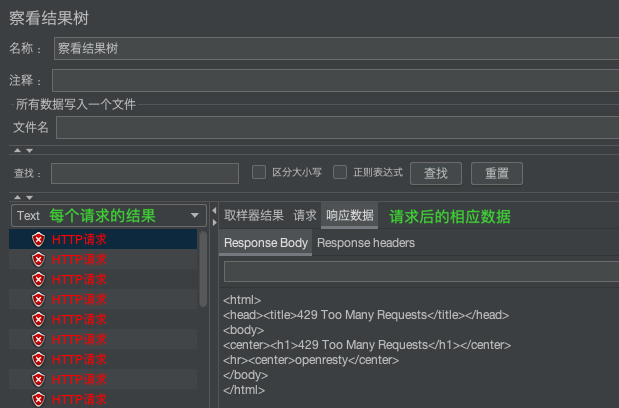 察看结果树
名称： 察看结果树
注释：
所有数据写入一个文件
文件名
查找： 区分大小写 正则表达式 查找 重置
Text 每个请求的结果
HTTP请求
HTTP请求
HTTP请求
HTTP请求
HTTP请求
HTTP请求
HTTP请求
HTTP请求
HTTP请求
取样器结果 请求 响应数据 请求后的相应数据
Response Body Response headers
<html>
<head><title>429 Too Many Requests</title></head>
<body>
<center><h1>429 Too Many Requests</h1></center>
<hr><center>openresty</center>
</body>
</html>